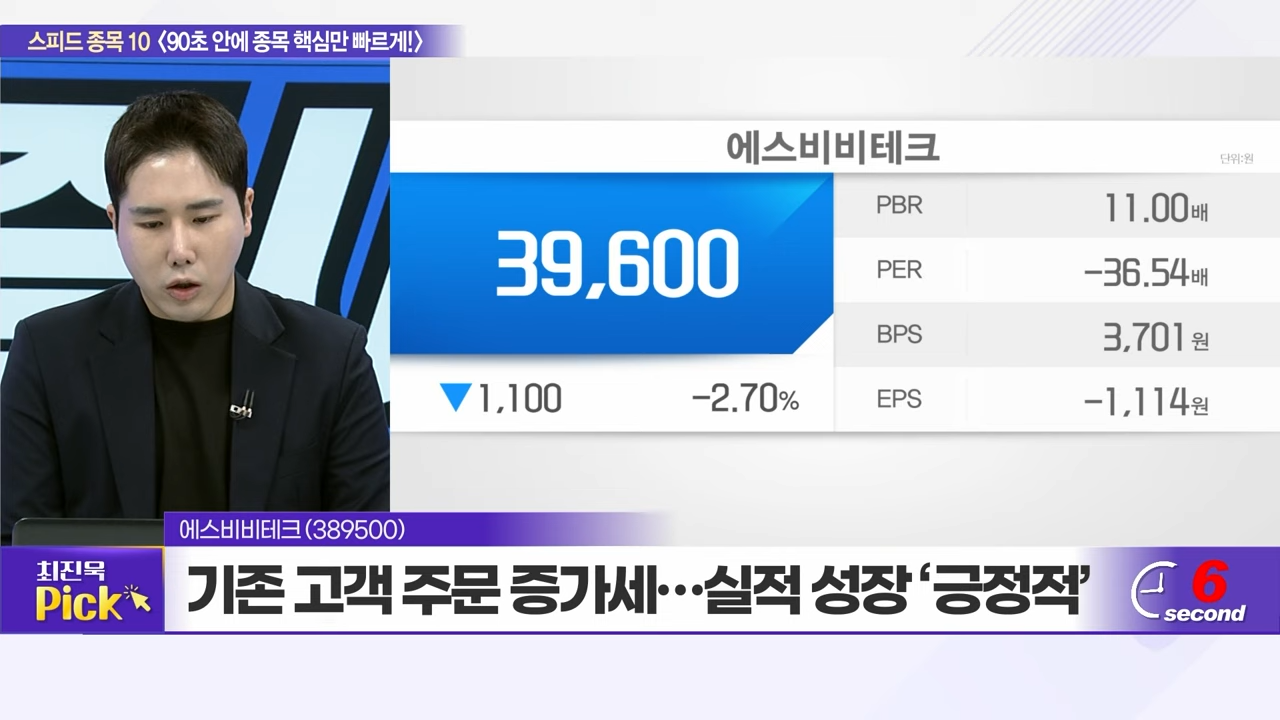 스피드 종목 10 〈90초 안에 종목 핵심만 빠르게!〉
에스비비테크
단위:원
39,600
▼1,100 -2.70%
PBR 11.00배
PER -36.54배
BPS 3,701원
EPS -1,114원
에스비비테크(389500)
최진욱
Pick
기존 고객 주문 증가세…실적 성장 ‘긍정적’
6
second